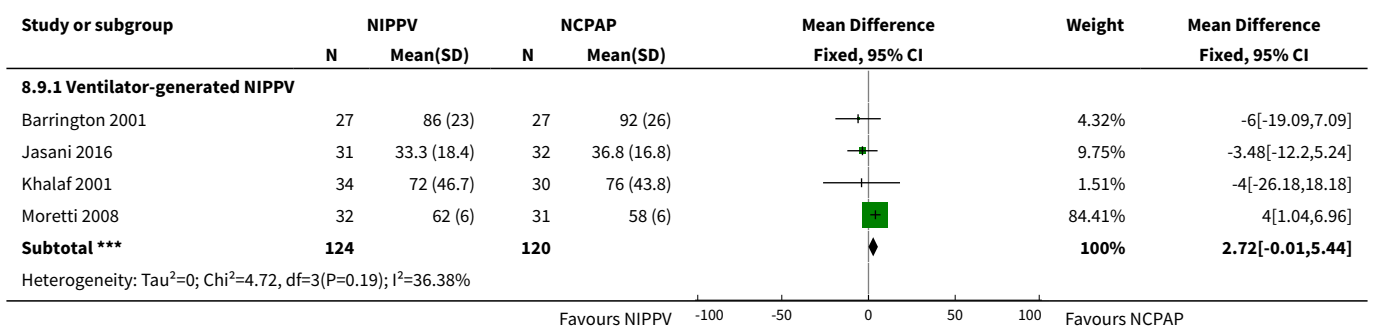 Study or subgroup NIPPV NCPAP Mean Difference Weight Mean Difference
N Mean(SD) N Mean(SD) Fixed, 95% CI Fixed, 95% CI
8.9.1 Ventilator-generated NIPPV
Barrington 2001 27 86 (23) 27 92 (26) 4.32% -6[-19.09,7.09]
Jasani 2016 31 33.3 (18.4) 32 36.8 (16.8) 9.75% -3.48[-12.2,5.24]
Khalaf 2001 34 72 (46.7) 30 76 (43.8) 1.51% -4[-26.18,18.18]
Moretti 2008 32 62 (6) 31 58 (6) 84.41% 4[1.04,6.96]
Subtotal *** 124 120 100% 2.72[-0.01,5.44]
Heterogeneity: Tau²=0; Chi²=4.72, df=3(P=0.19); I²=36.38%
Favours NIPPV -100 -50 0 50 100 Favours NCPAP